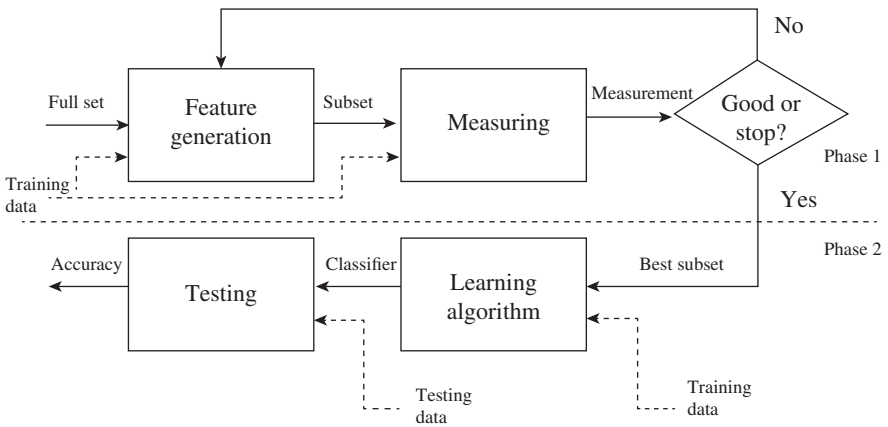 No
Full set
Feature
generation
Subset
Measuring
Measurement
Good or
stop?
Phase 1
Training
data
Yes
Phase 2
Accuracy
Testing
Classifier
Learning
algorithm
Best subset
Testing
data
Training
data